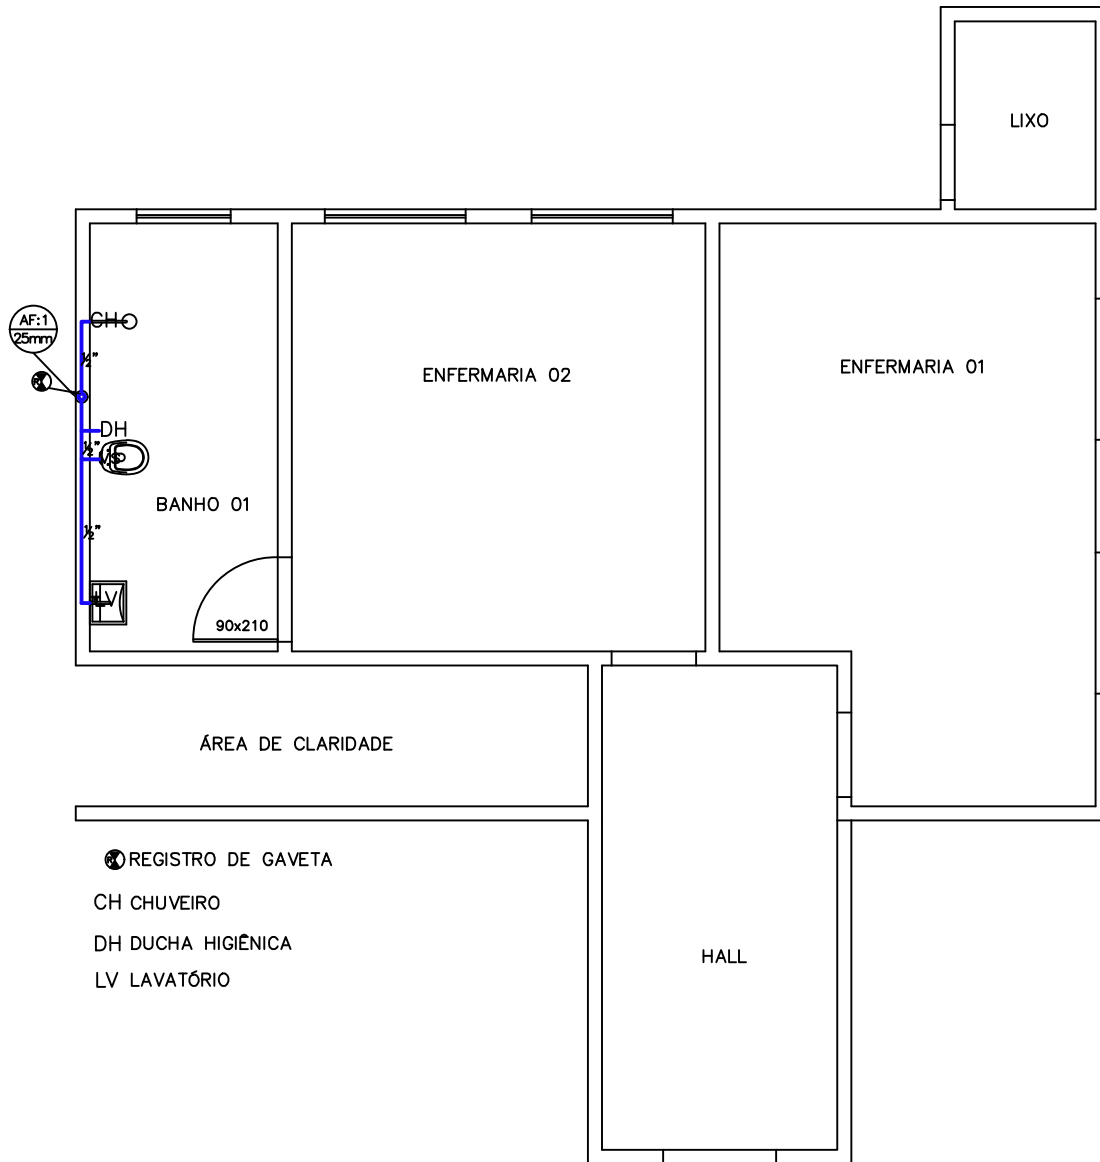 LIXO
AF:1
25mm
CH
½"
ENFERMARIA 02
ENFERMARIA 01
DH
½"
VS
BANHO 01
½"
LV
90x210
ÁREA DE CLARIDADE
REGISTRO DE GAVETA
CH CHUVEIRO
DH DUCHA HIGIÊNICA
LV LAVATÓRIO
HALL